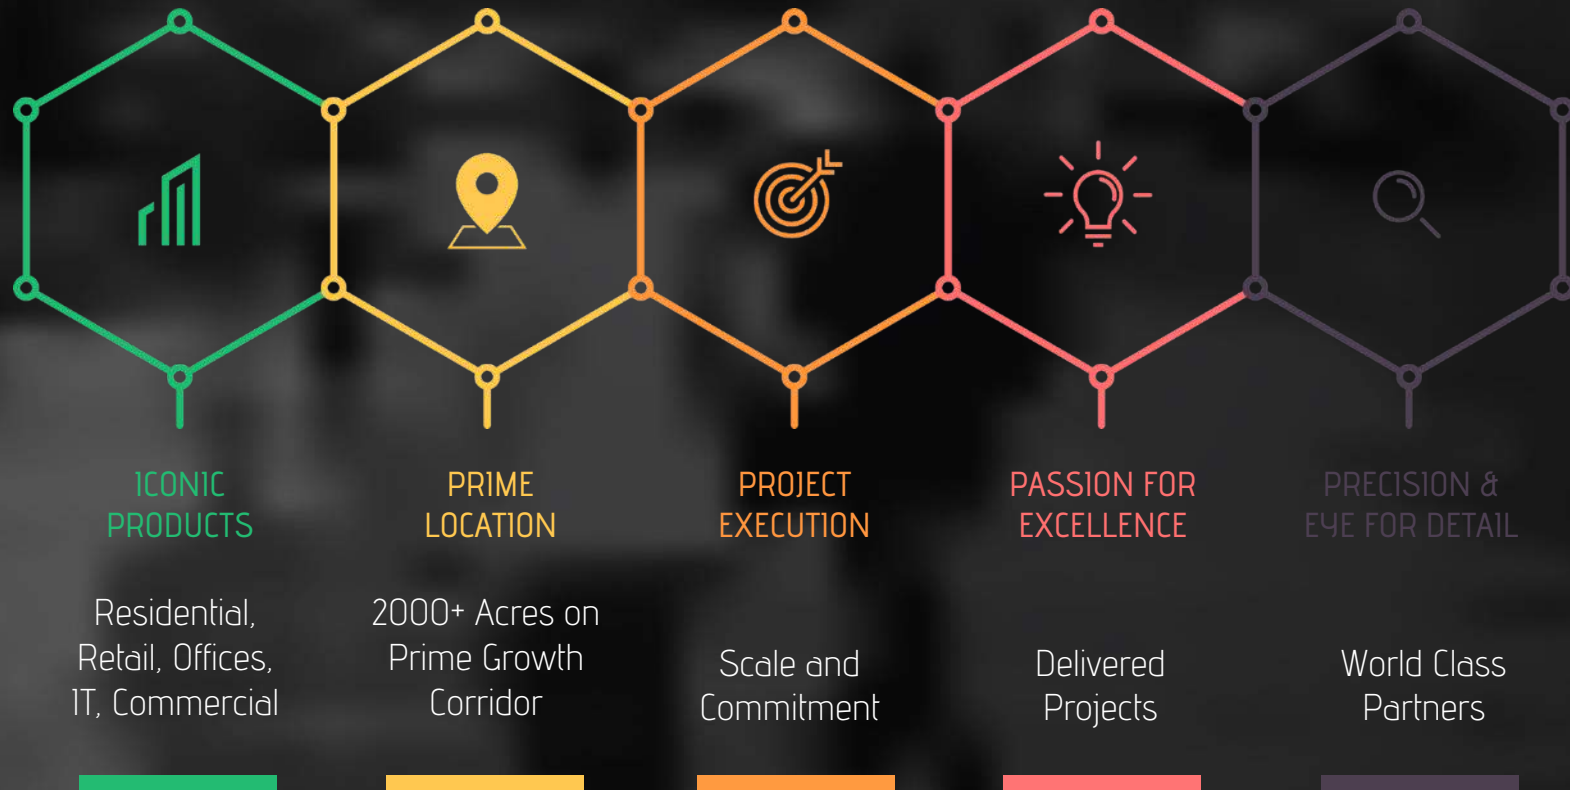 ICONIC
PRODUCTS
Residential,
Retail, Offices,
IT, Commercial
PRIME
LOCATION
2000+ Acres on
Prime Growth
Corridor
PROJECT
EXECUTION
Scale and
Commitment
PASSION FOR
EXCELLENCE
Delivered
Projects
PRECISION &
EYE FOR DETAIL
World Class
Partners